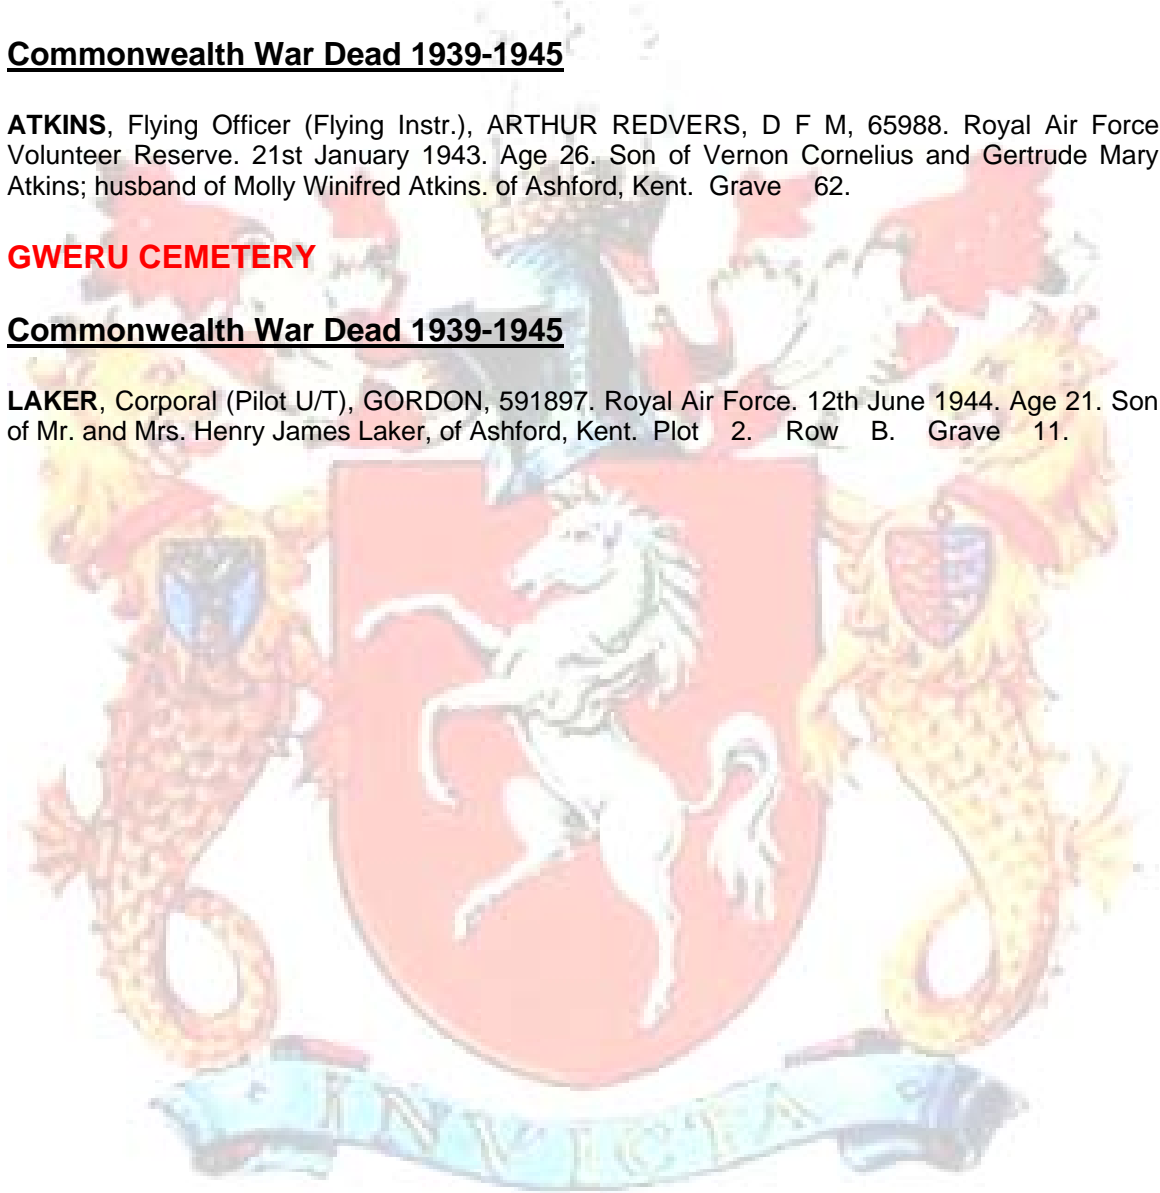 Commonwealth War Dead 1939-1945
ATKINS, Flying Officer (Flying Instr.), ARTHUR REDVERS, D F M, 65988. Royal Air Force
Volunteer Reserve. 21st January 1943. Age 26. Son of Vernon Cornelius and Gertrude Mary
Atkins; husband of Molly Winifred Atkins. of Ashford, Kent. Grave 62.
GWERU CEMETERY
Commonwealth War Dead 1939-1945
LAKER, Corporal (Pilot U/T), GORDON, 591897. Royal Air Force. 12th June 1944. Age 21. Son
of Mr. and Mrs. Henry James Laker, of Ashford, Kent. Plot 2. Row B. Grave 11.
INVICTA